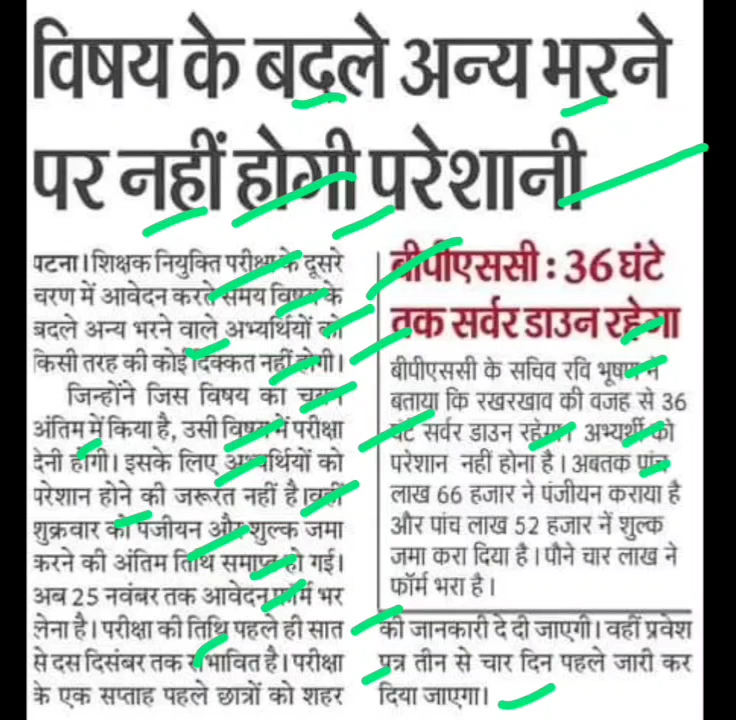 विषय के बदले अन्य भरने
पर नहीं होगी परेशानी
पटना। शिक्षक नियुक्ति परीक्षा के दूसरे
चरण में आवेदन करते समय विषय के
बदले अन्य भरने वाले अभ्यर्थियों को
किसी तरह की कोई दिक्कत नहीं होगी।
जिन्होंने जिस विषय का चयन
अंतिम में किया है, उसी विषय में परीक्षा
देनी होगी। इसके लिए अभ्यर्थियों को
परेशान होने की जरूरत नहीं है। वहीं
शुक्रवार को पंजीयन और शुल्क जमा
करने की अंतिम तिथि समाप्त हो गई।
अब 25 नवंबर तक आवेदन फॉर्म भर
लेना है। परीक्षा की तिथि पहले ही सात
से दस दिसंबर तक संभावित है। परीक्षा
के एक सप्ताह पहले छात्रों को शहर
बीपीएससी : 36 घंटे
तक सर्वर डाउन रहेगा
बीपीएससी के सचिव रवि भूषण ने
बताया कि रखरखाव की वजह से 36
घंटे सर्वर डाउन रहेगा। अभ्यर्थी को
परेशान नहीं होना है। अबतक पांच
लाख 66 हजार ने पंजीयन कराया है
और पांच लाख 52 हजार नें शुल्क
जमा करा दिया है। पौने चार लाख ने
फॉर्म भरा है।
की जानकारी दे दी जाएगी। वहीं प्रवेश
पत्र तीन से चार दिन पहले जारी कर
दिया जाएगा।